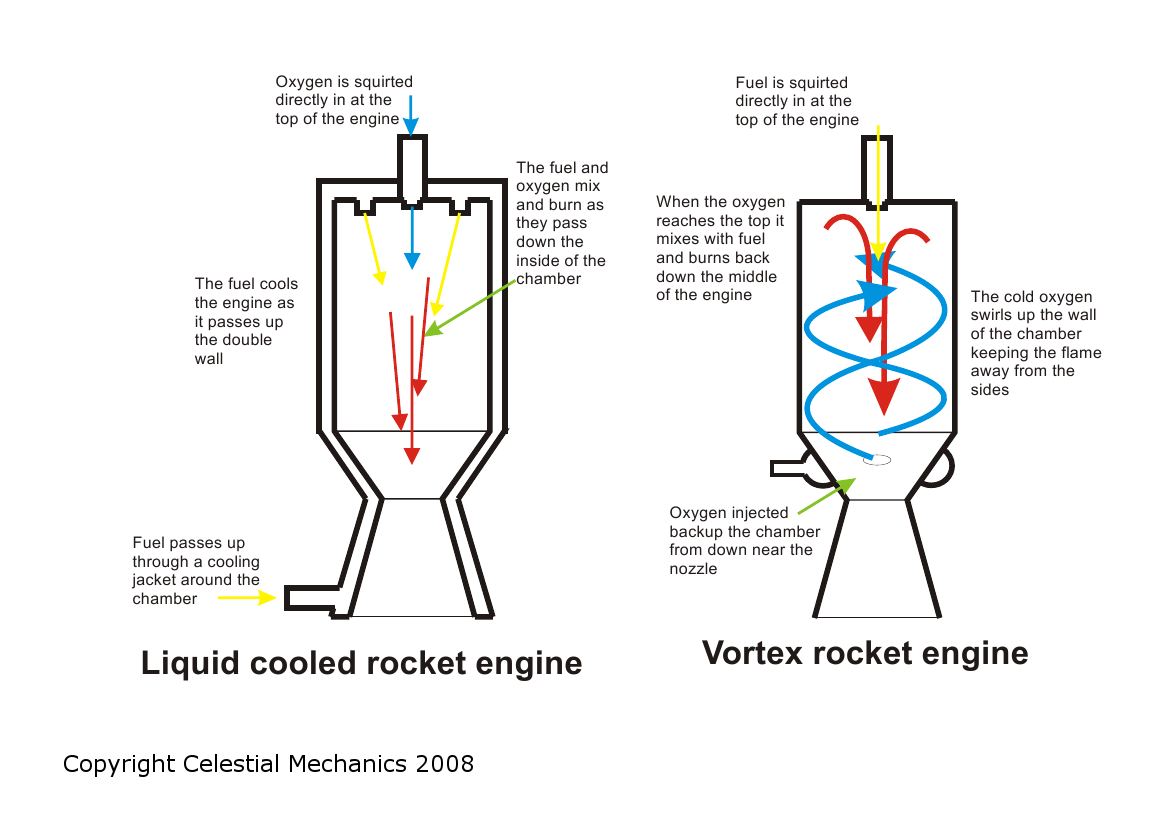 Oxygen is squirted
directly in at the
top of the engine
The fuel and
oxygen mix
and burn as
they pass
down the
inside of the
chamber
The fuel cools
the engine as
it passes up
the double
wall
Fuel passes up
through a cooling
jacket around the
chamber
Liquid cooled rocket engine
Fuel is squirted
directly in at the
top of the engine
When the oxygen
reaches the top it
mixes with fuel
and burns back
down the middle
of the engine
The cold oxygen
swirls up the wall
of the chamber
keeping the flame
away from the
sides
Oxygen injected
backup the chamber
from down near the
nozzle
Vortex rocket engine
Copyright Celestial Mechanics 2008